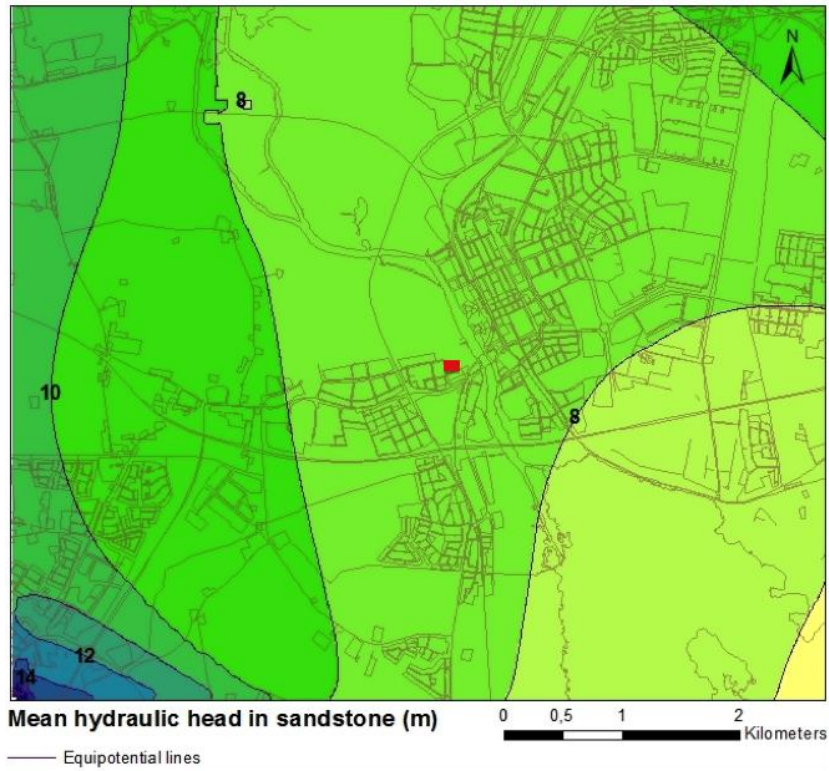 N
8
10
8
12
14
Mean hydraulic head in sandstone (m)
0 0,5 1 2
Kilometers
Equipotential lines